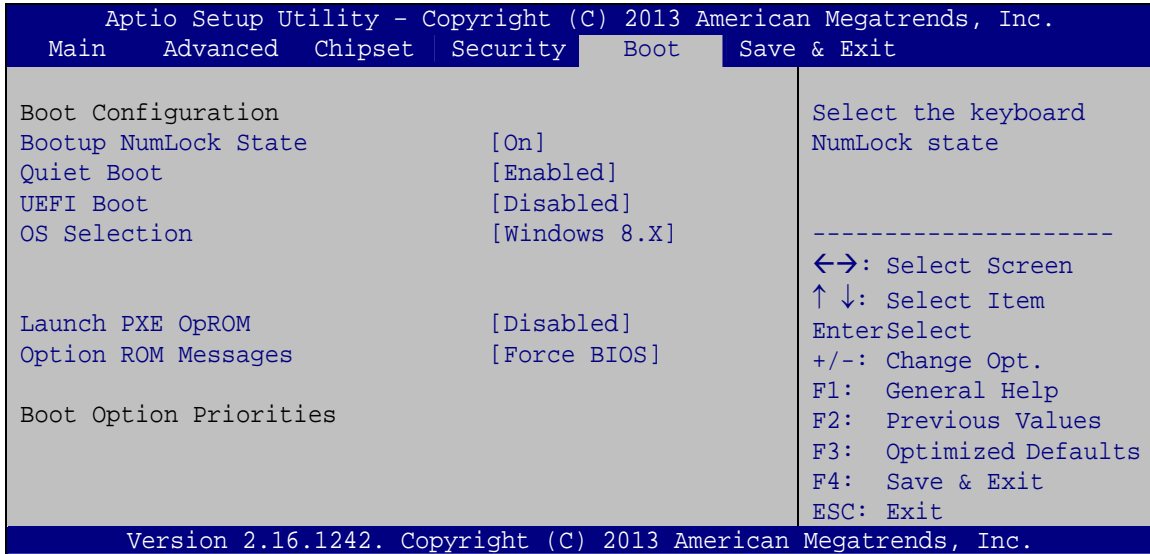 Aptio Setup Utility – Copyright (C) 2013 American Megatrends, Inc.
Main Advanced Chipset Security Boot Save & Exit
Boot Configuration
Bootup NumLock State [On]
Quiet Boot [Enabled]
UEFI Boot [Disabled]
OS Selection [Windows 8.X]
Launch PXE OpROM [Disabled]
Option ROM Messages [Force BIOS]
Boot Option Priorities
Select the keyboard
NumLock state
---------------------
←→: Select Screen
↑ ↓: Select Item
EnterSelect
+/-: Change Opt.
F1: General Help
F2: Previous Values
F3: Optimized Defaults
F4: Save & Exit
ESC: Exit
Version 2.16.1242. Copyright (C) 2013 American Megatrends, Inc.